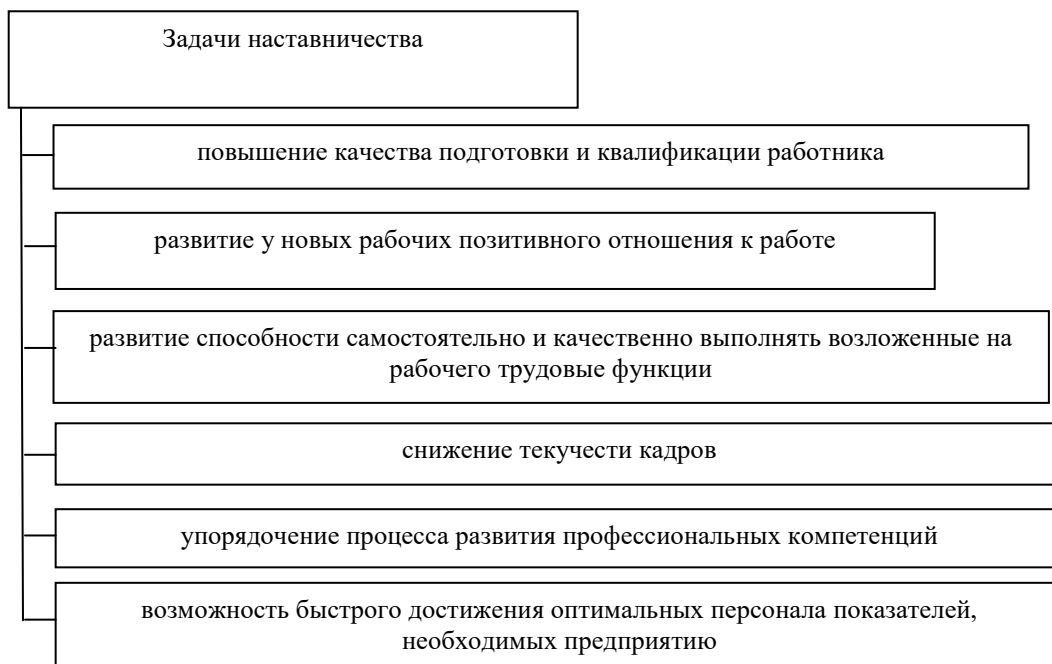 Задачи наставничества
повышение качества подготовки и квалификации работника
развитие у новых рабочих позитивного отношения к работе
развитие способности самостоятельно и качественно выполнять возложенные на
рабочего трудовые функции
снижение текучести кадров
упорядочение процесса развития профессиональных компетенций
возможность быстрого достижения оптимальных персонала показателей,
необходимых предприятию